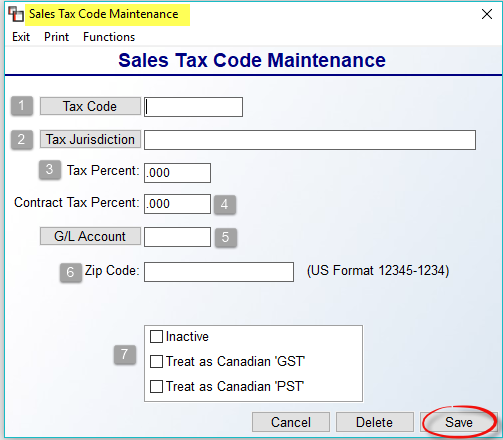 Sales Tax Code Maintenance
Exit Print Functions
Sales Tax Code Maintenance
1 Tax Code
2 Tax Jurisdiction
3 Tax Percent: .000
Contract Tax Percent: .000 4
G/L Account 5
6 Zip Code: (US Format 12345-1234)
Inactive
7 Treat as Canadian 'GST'
Treat as Canadian 'PST'
Cancel Delete Save